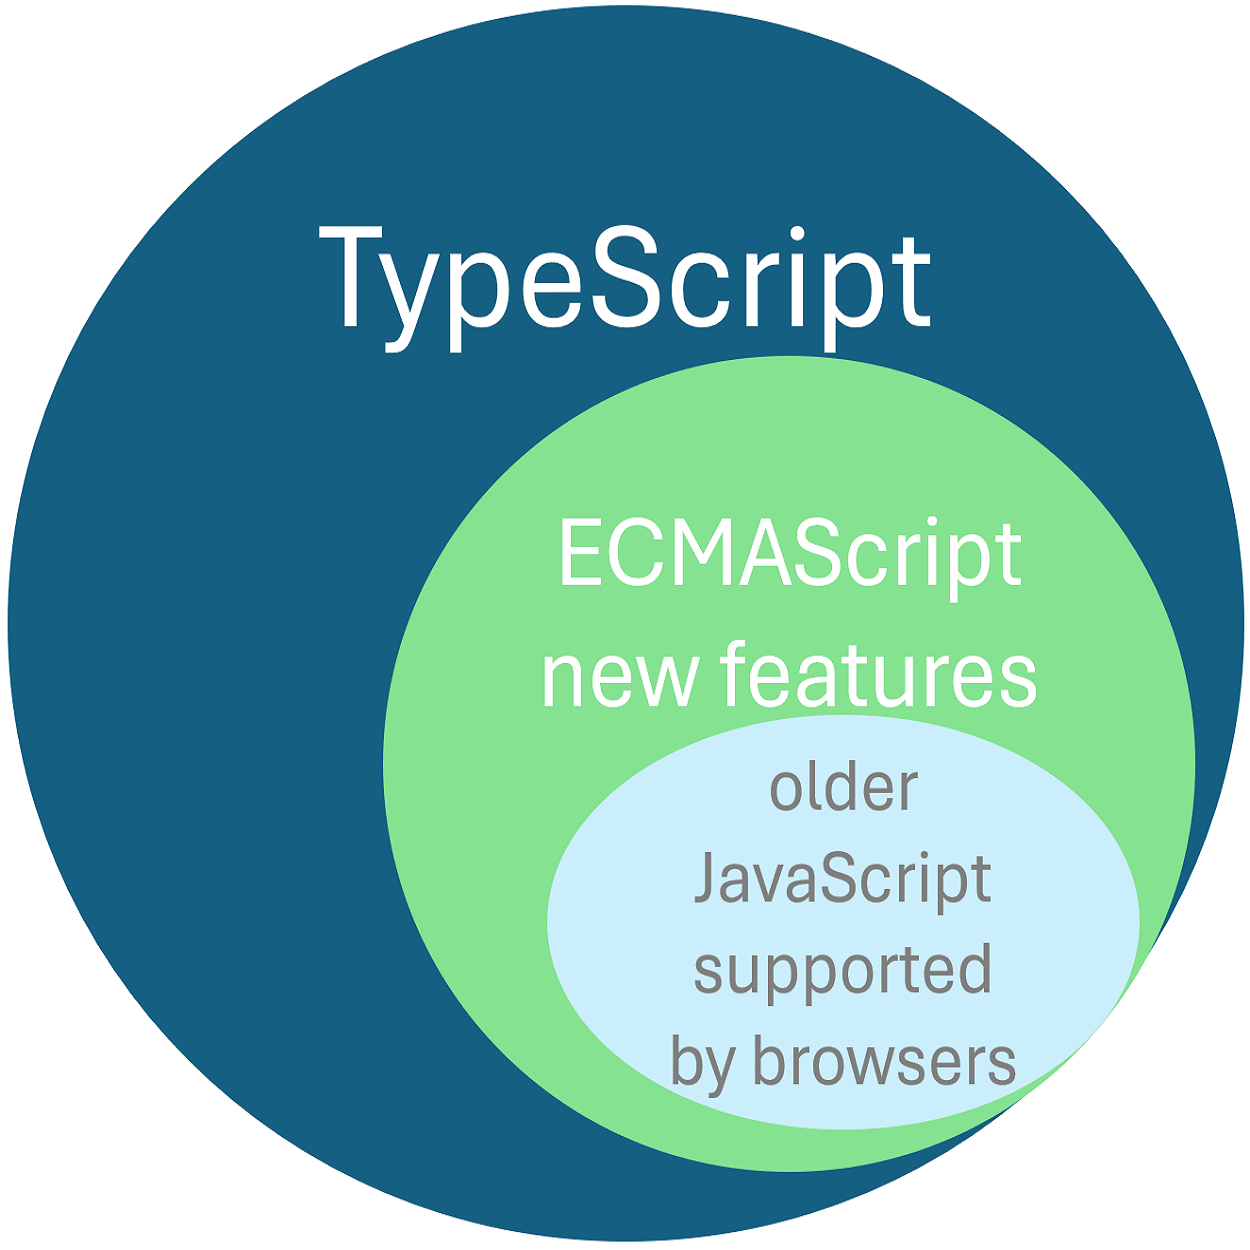 TypeScript
ECMAScript
new features
older
JavaScript
supported
by browsers